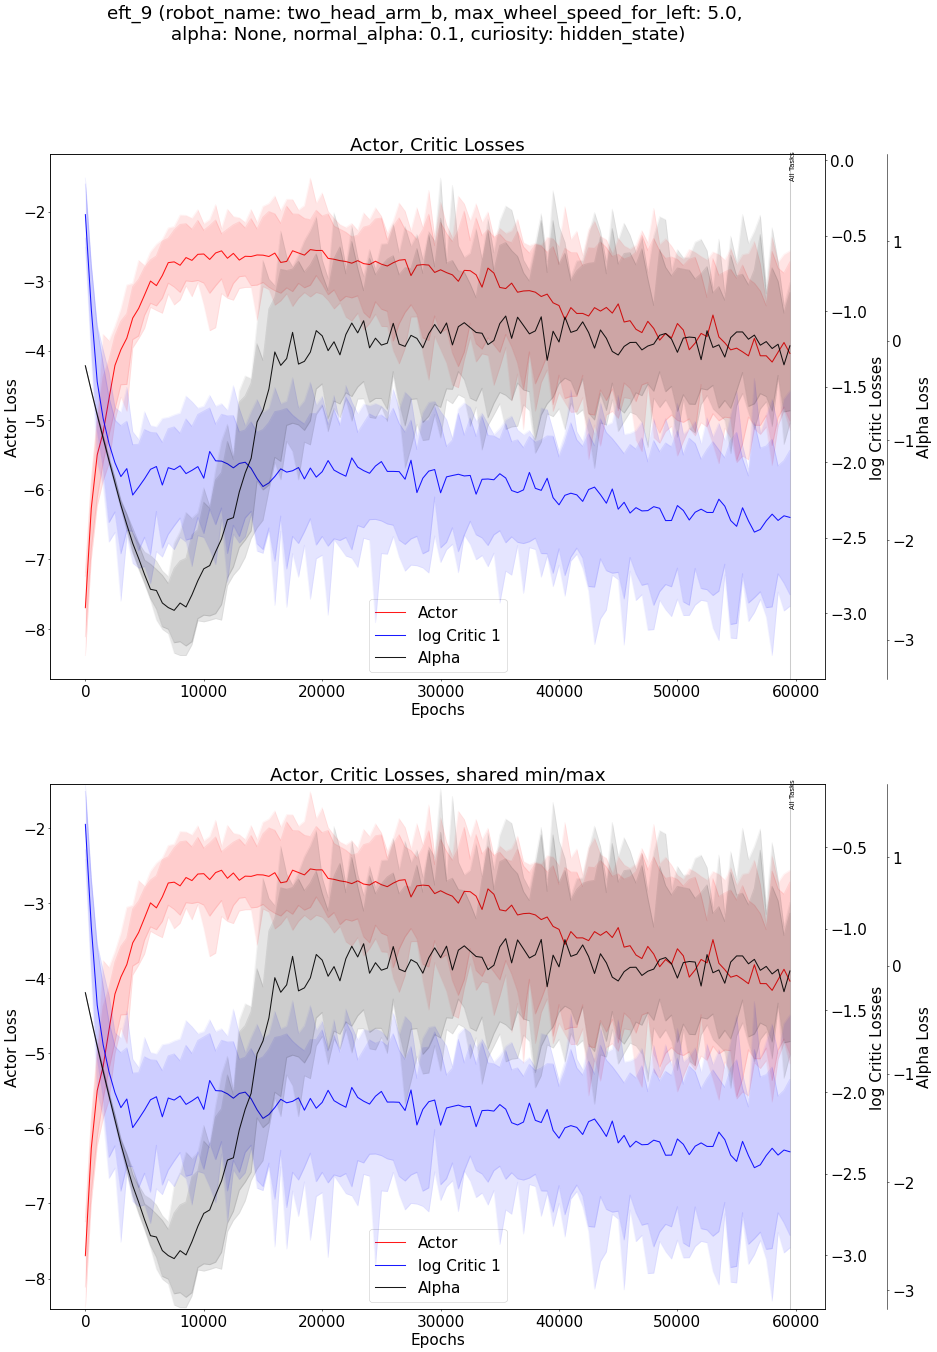 eft_9 (robot_name: two_head_arm_b, max_wheel_speed_for_left: 5.0,
alpha: None, normal_alpha: 0.1, curiosity: hidden_state)
Actor, Critic Losses
All Tasks
−2
−3
−4
−5
−6
−7
−8
Actor Loss
0.0
−0.5
−1.0
−1.5
−2.0
−2.5
−3.0
log Critic Losses
1
0
−1
−2
−3
Alpha Loss
Actor
log Critic 1
Alpha
0
10000
20000
30000
40000
50000
60000
Epochs
Actor, Critic Losses, shared min/max
All Tasks
−2
−3
−4
−5
−6
−7
−8
Actor Loss
−0.5
−1.0
−1.5
−2.0
−2.5
−3.0
log Critic Losses
1
0
−1
−2
−3
Alpha Loss
Actor
log Critic 1
Alpha
0
10000
20000
30000
40000
50000
60000
Epochs